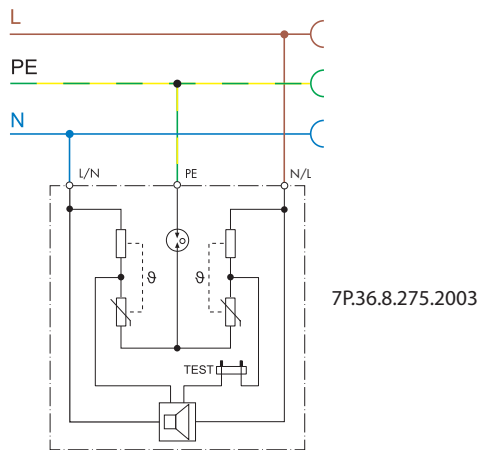 L
PE
N
L/N
PE
N/L
ϑ
ϑ
7P.36.8.275.2003
TEST